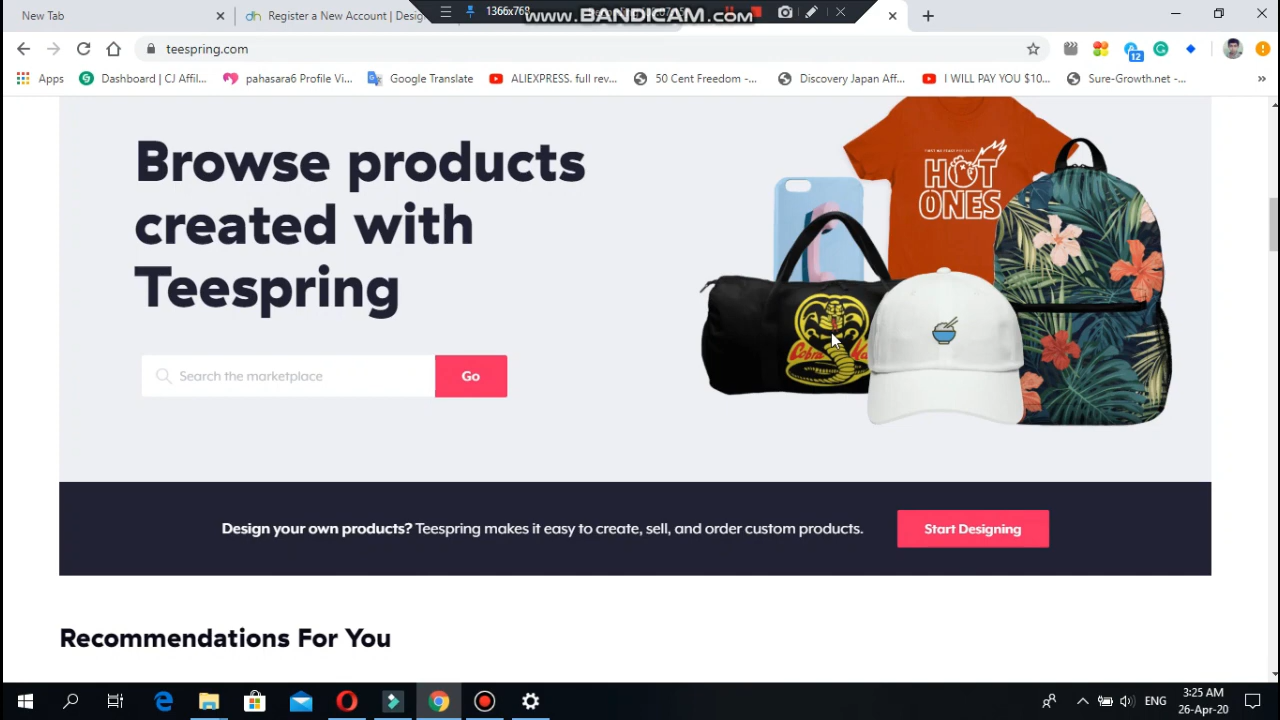 New Tab
Register a New Account | Desig
1366x768
www.BANDICAM.com
teespring.com
12
Apps
Dashboard | CJ Affil...
pahasara6 Profile Vi...
Google Translate
ALIEXPRESS. full rev...
50 Cent Freedom -...
Discovery Japan Aff...
I WILL PAY YOU $10...
Sure-Growth.net -...
»
Browse products
created with
Teespring
HOT
ONES
Cobra
Search the marketplace
Go
Design your own products? Teespring makes it easy to create, sell, and order custom products.
Start Designing
Recommendations For You
ENG
3:25 AM
26-Apr-20